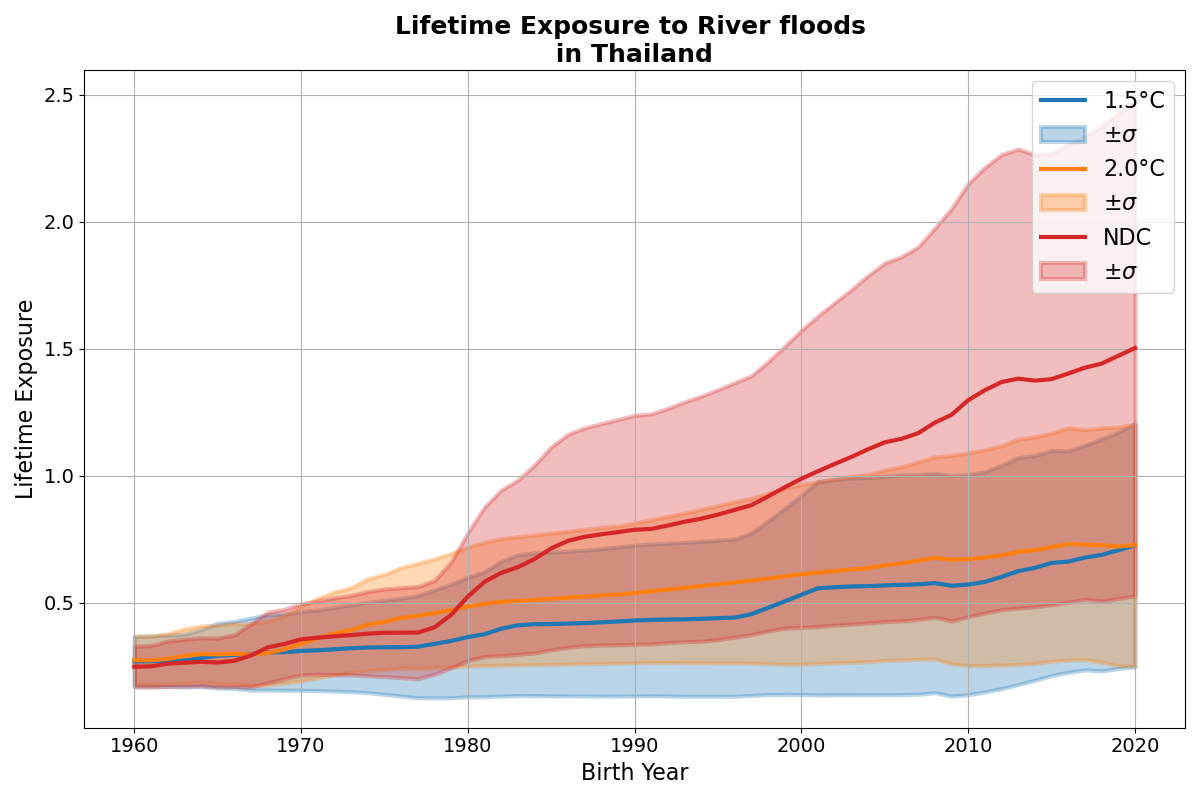 Lifetime Exposure to River floods
in Thailand
Lifetime Exposure
2.5
2.0
1.5
1.0
0.5
1960
1970
1980
1990
2000
2010
2020
Birth Year
1.5°C
±σ
2.0°C
±σ
NDC
±σ